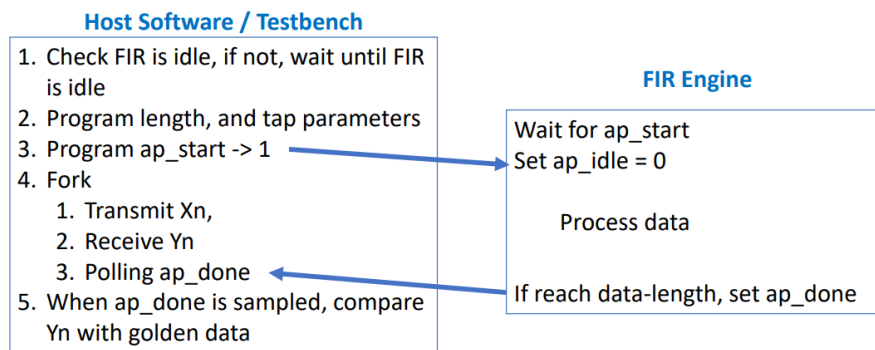 Host Software / Testbench
1. Check FIR is idle, if not, wait until FIR
is idle
2. Program length, and tap parameters
3. Program ap_start -> 1
4. Fork
1. Transmit Xn,
2. Receive Yn
3. Polling ap_done
5. When ap_done is sampled, compare
Yn with golden data
FIR Engine
Wait for ap_start
Set ap_idle = 0
Process data
If reach data-length, set ap_done